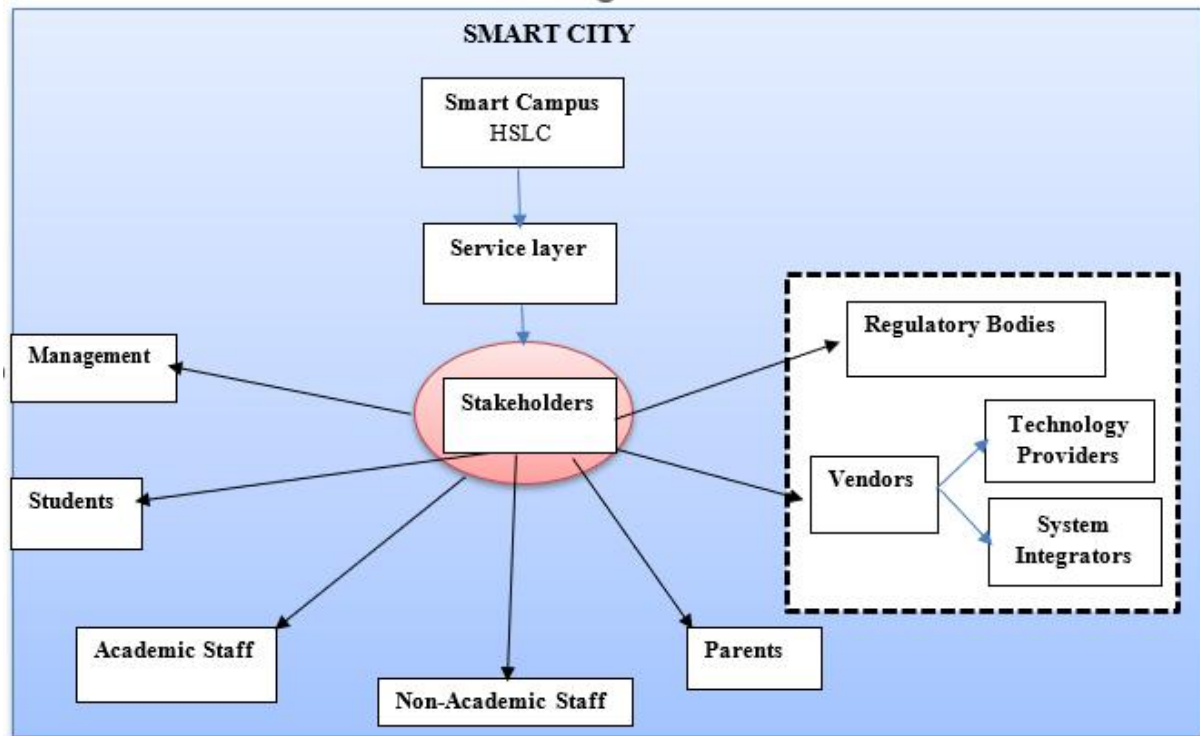 SMART CITY
Smart Campus
HSLC
Service layer
Management
Stakeholders
Regulatory Bodies
Technology
Providers
Vendors
Students
System
Integrators
Academic Staff
Parents
Non-Academic Staff